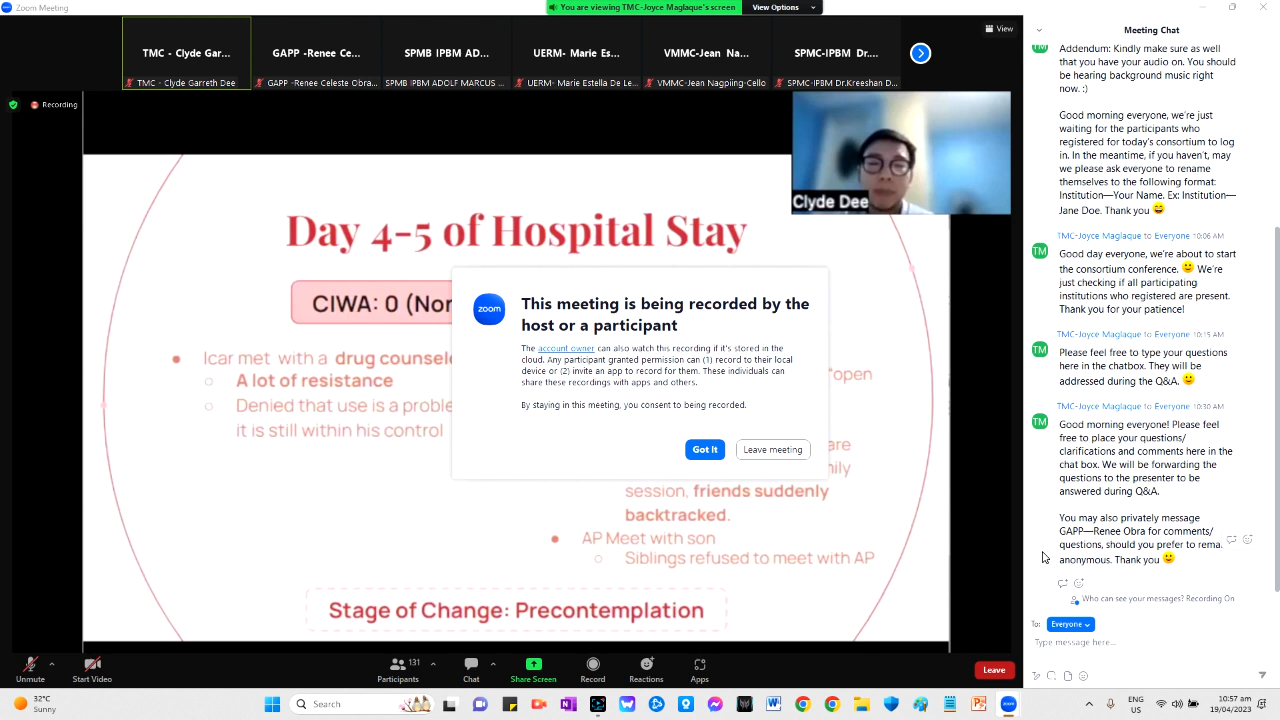 Zoom Meeting
You are viewing TMC-Joyce Maglaque's screen
View Options
View
TMC - Clyde Gar...
GAPP -Renee Ce...
SPMB IPBM AD...
UERM- Marie Es...
VMMC-Jean Na...
SPMC-IPBM Dr....
TMC - Clyde Garreth Dee
GAPP -Renee Celeste Obra...
SPMB IPBM ADOLF MARCUS ...
UERM- Marie Estella De Le...
VMMC-Jean Nagpiing-Cello
SPMC-IPBM Dr.Kreeshan D...
Recording
Clyde Dee
Day 4-5 of Hospital Stay
CIWA: 0 (Nor
Icar met with a drug counsel
A lot of resistance
Denied that use is a proble
it is still within his control
"open
are
nily
session, friends suddenly
backtracked.
AP Meet with son
Siblings refused to meet with AP
Stage of Change: Precontemplation
zoom
This meeting is being recorded by the
host or a participant
The account owner can also watch this recording if it's stored in the
cloud. Any participant granted permission can (1) record to their local
device or (2) invite an app to record for them. These individuals can
share these recordings with apps and others.
By staying in this meeting, you consent to being recorded.
Got It
Leave meeting
Meeting Chat
TM
Addendum: Kindly make sure as well
that you have your audio on. You should
be hearing background music right
now. :)
Good morning everyone, we're just
waiting for the participants who
registered for today's consortium to log
in. In the meantime, if you haven't, may
we please ask everyone to rename
themselves to the following format:
Institution—Your Name. Ex: Institution—
Jane Doe. Thank you 😄
TMC-Joyce Maglaque to Everyone 10:06 AM
TM
Good day everyone, we're about to start
the consortium conference. 🙂 We're
just checking if all participating
institutions who registered are present.
Thank you for your patience!
TMC-Joyce Maglaque to Everyone 10:15 AM
TM
Please feel free to type your questions
here in the chatbox. They will be
addressed during the Q&A. 🙂
TMC-Joyce Maglaque to Everyone 10:30 AM
TM
Good morning everyone! Please feel
free to place your questions/
clarifications and comments here in the
chat box. We will be forwarding the
questions to the presenter to be
answered during Q&A.
You may also privately message
GAPP—Renee Obra for comments/
questions, should you prefer to rema
anonymous. Thank you 🙂
Who can see your messages? Recording On
To: Everyone
Type message here...
Unmute
Start Video
131
Participants
Chat
Share Screen
Record
Reactions
Apps
Leave
32°C
Sunny
Search
ENG
US
10:57 am
19/04/2023